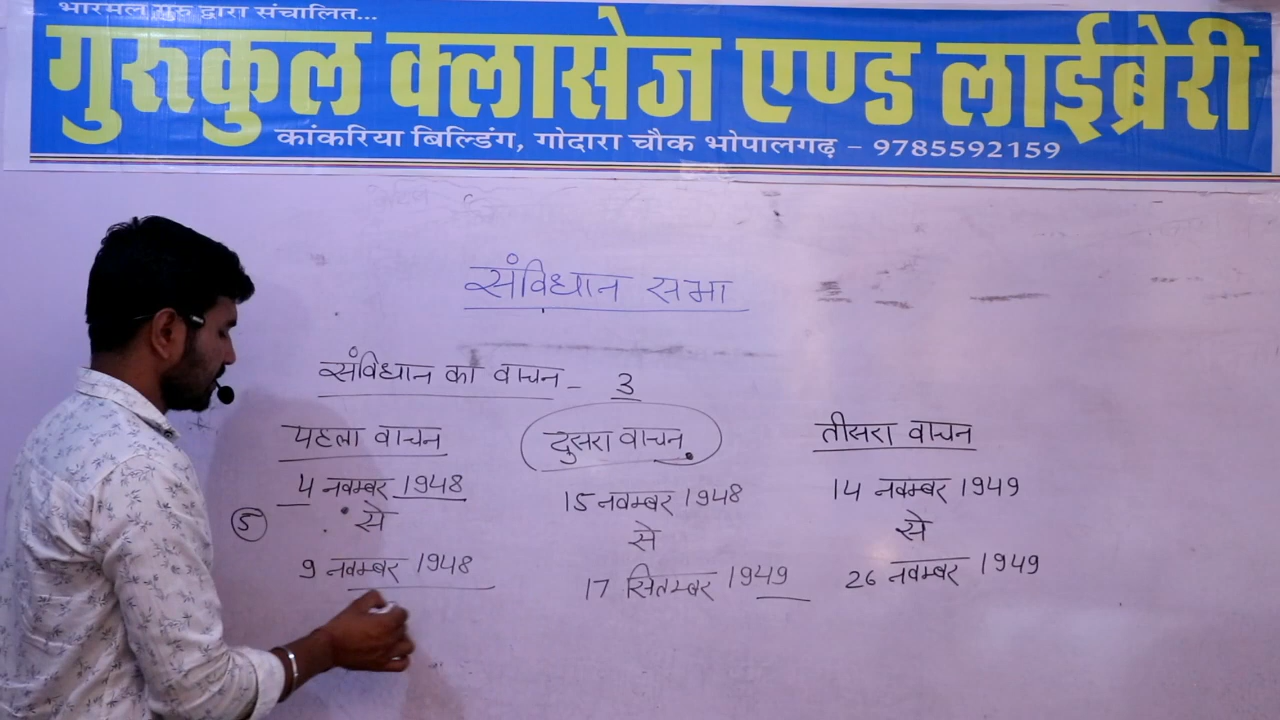 भारमल गुरु द्वारा संचालित...
गुरुकुल क्लासेज एण्ड लाईब्रेरी
कांकरिया बिल्डिंग, गोदारा चौक भोपालगढ़ - 9785592159
संविधान सभा
संविधान का वाचन - 3
पहला वाचन
4 नवम्बर 1948
से
9 नवम्बर 1948
5
दुसरा वाचन
15 नवम्बर 1948
से
17 सितम्बर 1949
तीसरा वाचन
14 नवम्बर 1949
से
26 नवम्बर 1949